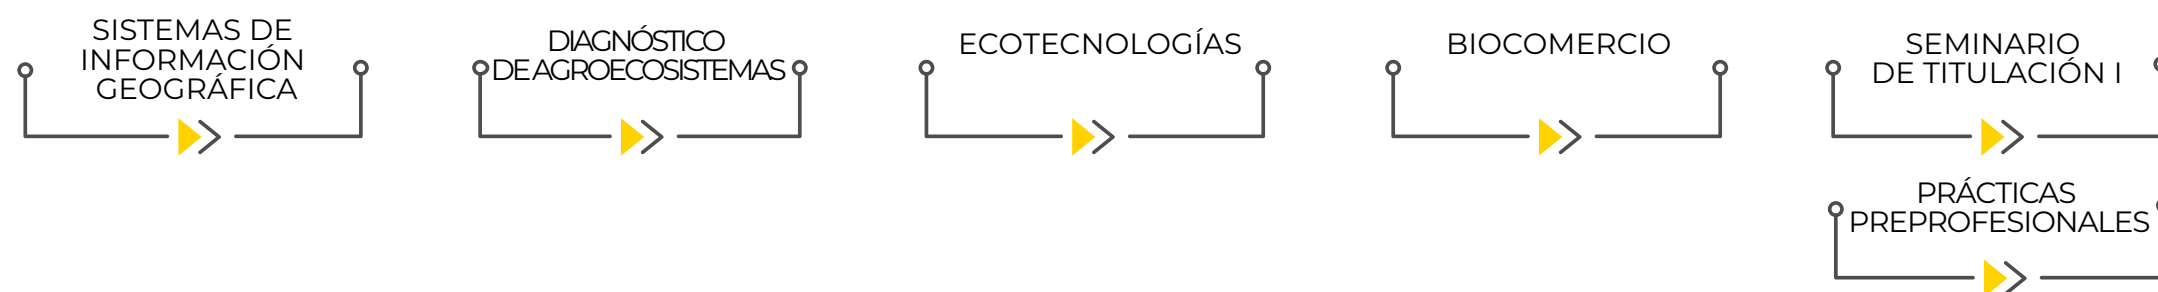 SISTEMAS DE
INFORMACIÓN
GEOGRÁFICA
DIAGNÓSTICO
DE AGROECOSISTEMAS
ECOTECNOLOGÍAS
BIOCOMERCIO
SEMINARIO
DE TITULACIÓN I
PRÁCTICAS
PREPROFESIONALES